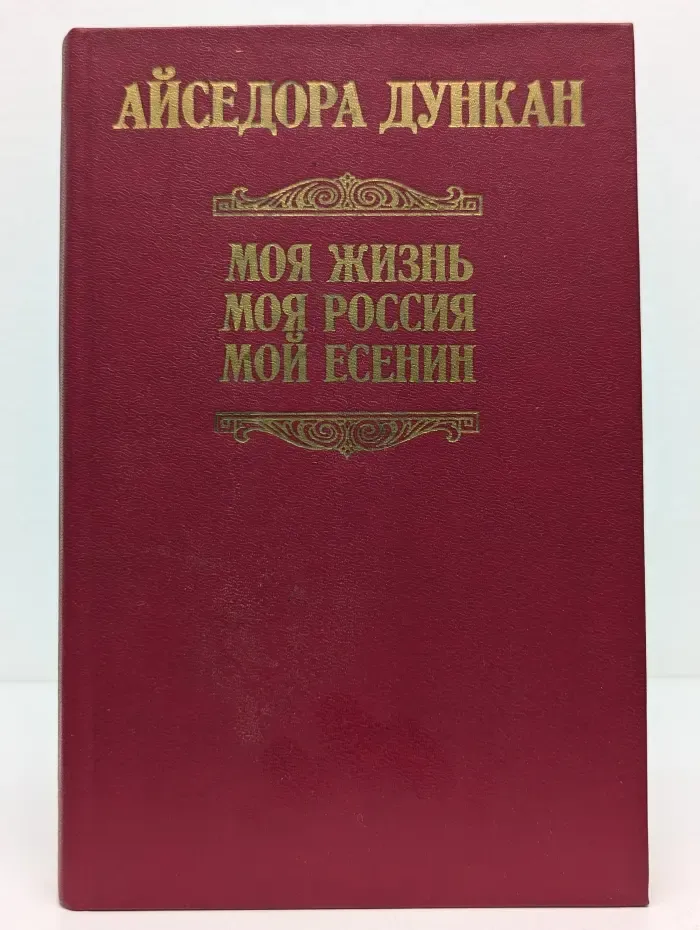 АЙСЕДОРА ДУНКАН
МОЯ ЖИЗНЬ
МОЯ РОССИЯ
МОЙ ЕСЕНИН